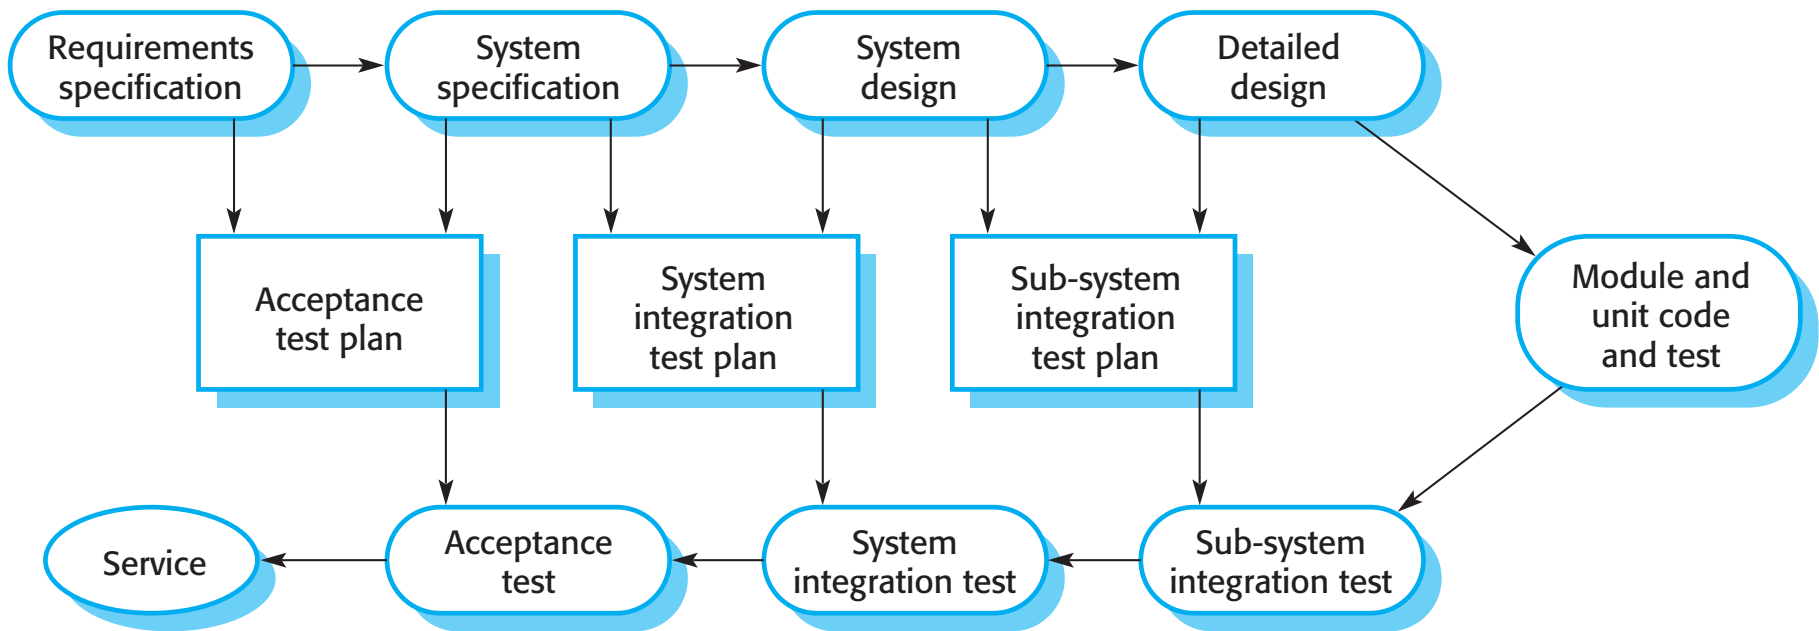 Requirements
specification
System
specification
System
design
Detailed
design
Acceptance
test plan
System
integration
test plan
Sub-system
integration
test plan
Module and
unit code
and test
Service
Acceptance
test
System
integration test
Sub-system
integration test